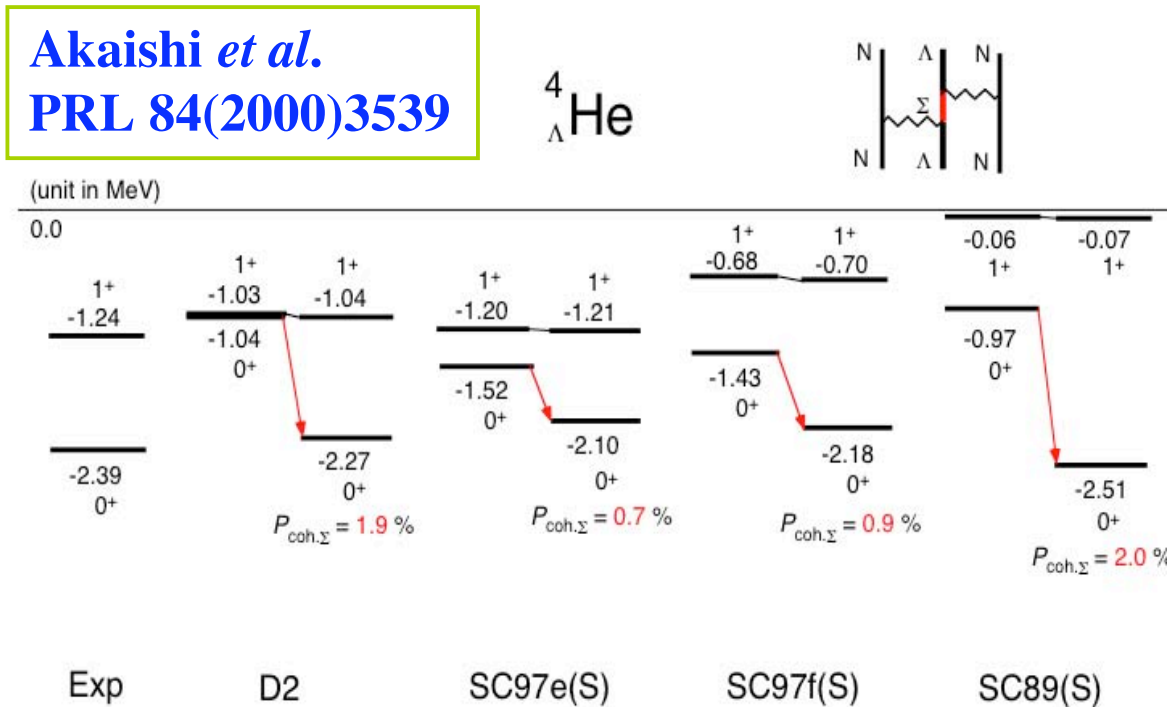 Akaishi et al.
PRL 84(2000)3539
4
ΛHe
N Λ N
Σ
N Λ N
(unit in MeV)
0.0
Exp
1+
-1.24
-2.39
0+
D2
1+ 1+
-1.03 -1.04
-1.04
0+
-2.27
0+
Pcoh.Σ = 1.9 %
SC97e(S)
1+ 1+
-1.20 -1.21
-1.52
0+
-2.10
0+
Pcoh.Σ = 0.7 %
SC97f(S)
1+ 1+
-0.68 -0.70
-1.43
0+
-2.18
0+
Pcoh.Σ = 0.9 %
SC89(S)
-0.06 -0.07
1+ 1+
-0.97
0+
-2.51
0+
Pcoh.Σ = 2.0 %